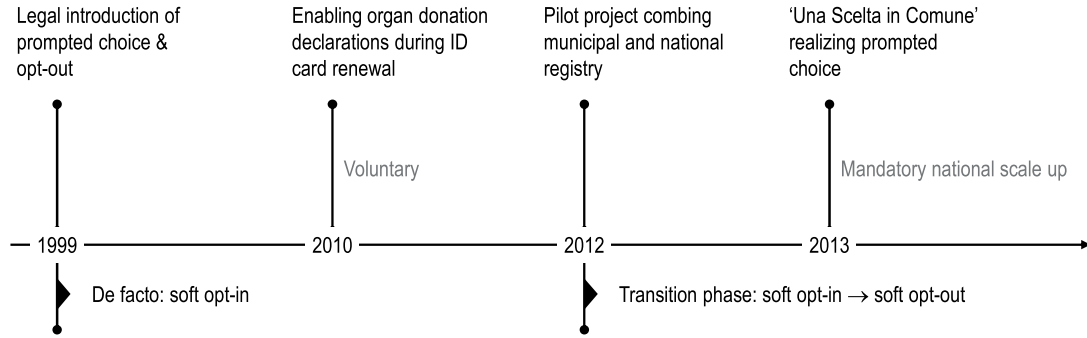 Legal introduction of
prompted choice &
opt-out
Enabling organ donation
declarations during ID
card renewal
Pilot project combing
municipal and national
registry
‘Una Scelta in Comune’
realizing prompted
choice
Voluntary
Mandatory national scale up
1999
2010
2012
2013
De facto: soft opt-in
Transition phase: soft opt-in → soft opt-out